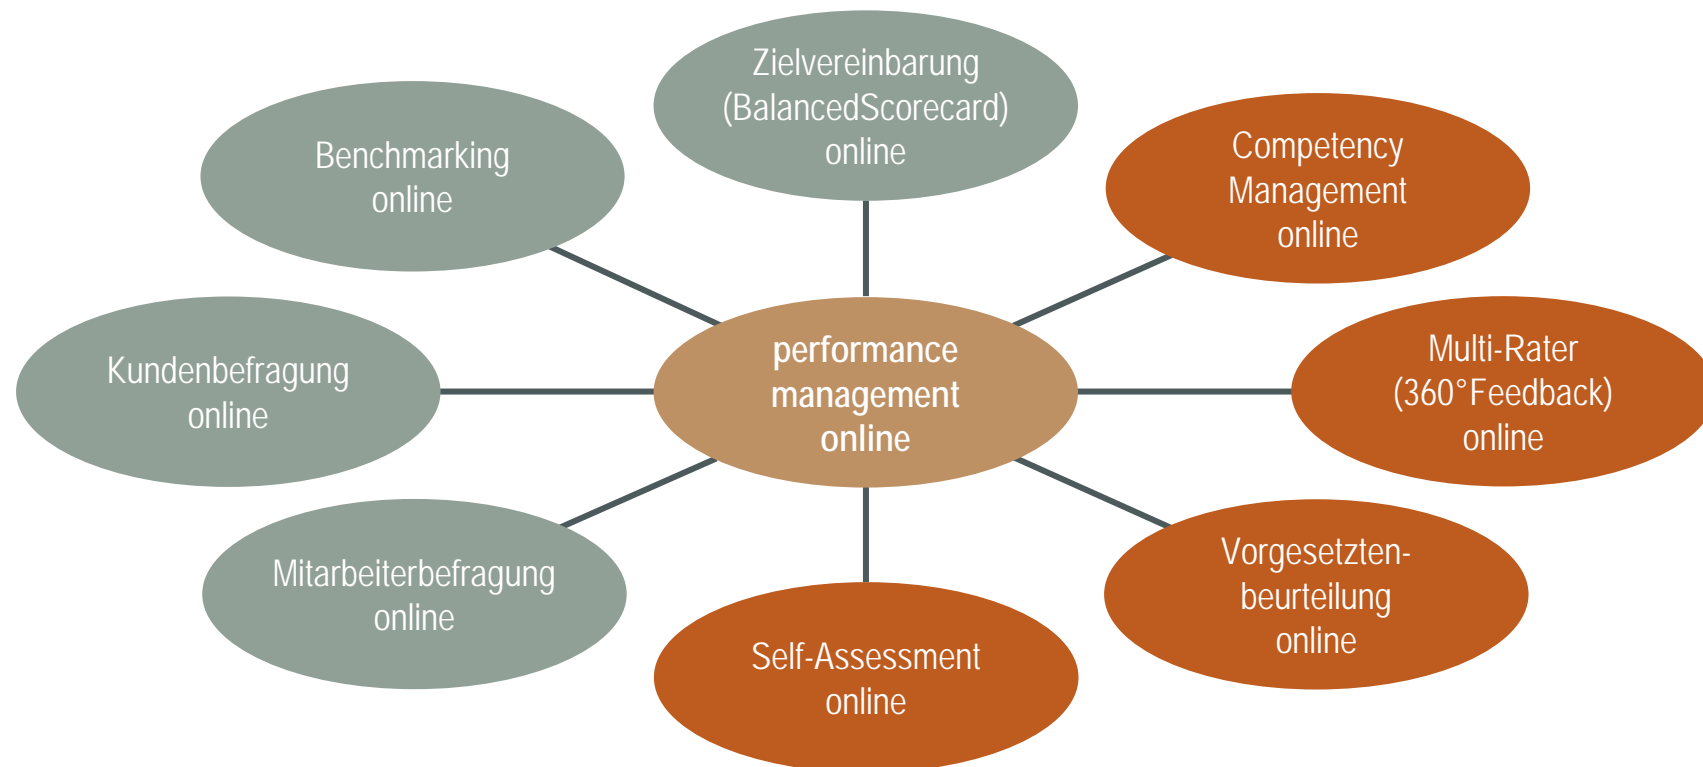 Zielvereinbarung
(BalancedScorecard)
online
Benchmarking
online
Competency
Management
online
Kundenbefragung
online
performance
management
online
Multi-Rater
(360°Feedback)
online
Mitarbeiterbefragung
online
Vorgesetzten-
beurteilung
online
Self-Assessment
online